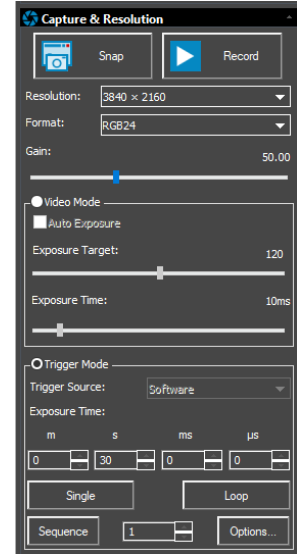 Capture & Resolution
Snap
Record
Resolution: 3840 × 2160
Format: RGB24
Gain: 50.00
Video Mode
Auto Exposure
Exposure Target: 120
Exposure Time: 10ms
Trigger Mode
Trigger Source: Software
Exposure Time:
m s ms µs
0 30 0 0
Single Loop
Sequence 1 Options...